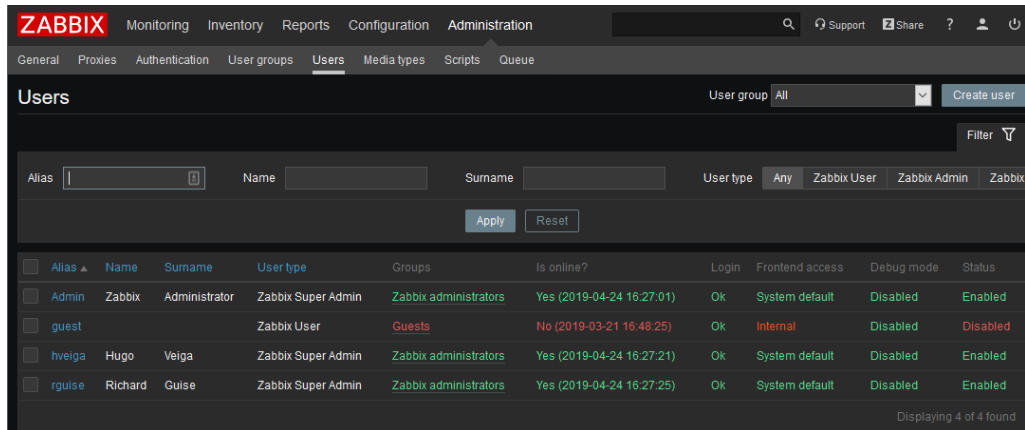 ZABBIX Monitoring Inventory Reports Configuration Administration Support Z Share ?
General Proxies Authentication User groups Users Media types Scripts Queue
Users User group All Create user
Filter
Alias Name Surname User type Any Zabbix User Zabbix Admin Zabbix
Apply Reset
Alias Name Surname User type Groups Is online? Login Frontend access Debug mode Status
Admin Zabbix Administrator Zabbix Super Admin Zabbix administrators Yes (2019-04-24 16:27:01) Ok System default Disabled Enabled
guest Zabbix User Guests No (2019-03-21 16:48:25) Ok Internal Disabled Disabled
hveiga Hugo Veiga Zabbix Super Admin Zabbix administrators Yes (2019-04-24 16:27:21) Ok System default Disabled Enabled
rguise Richard Guise Zabbix Super Admin Zabbix administrators Yes (2019-04-24 16:27:25) Ok System default Disabled Enabled
Displaying 4 of 4 found